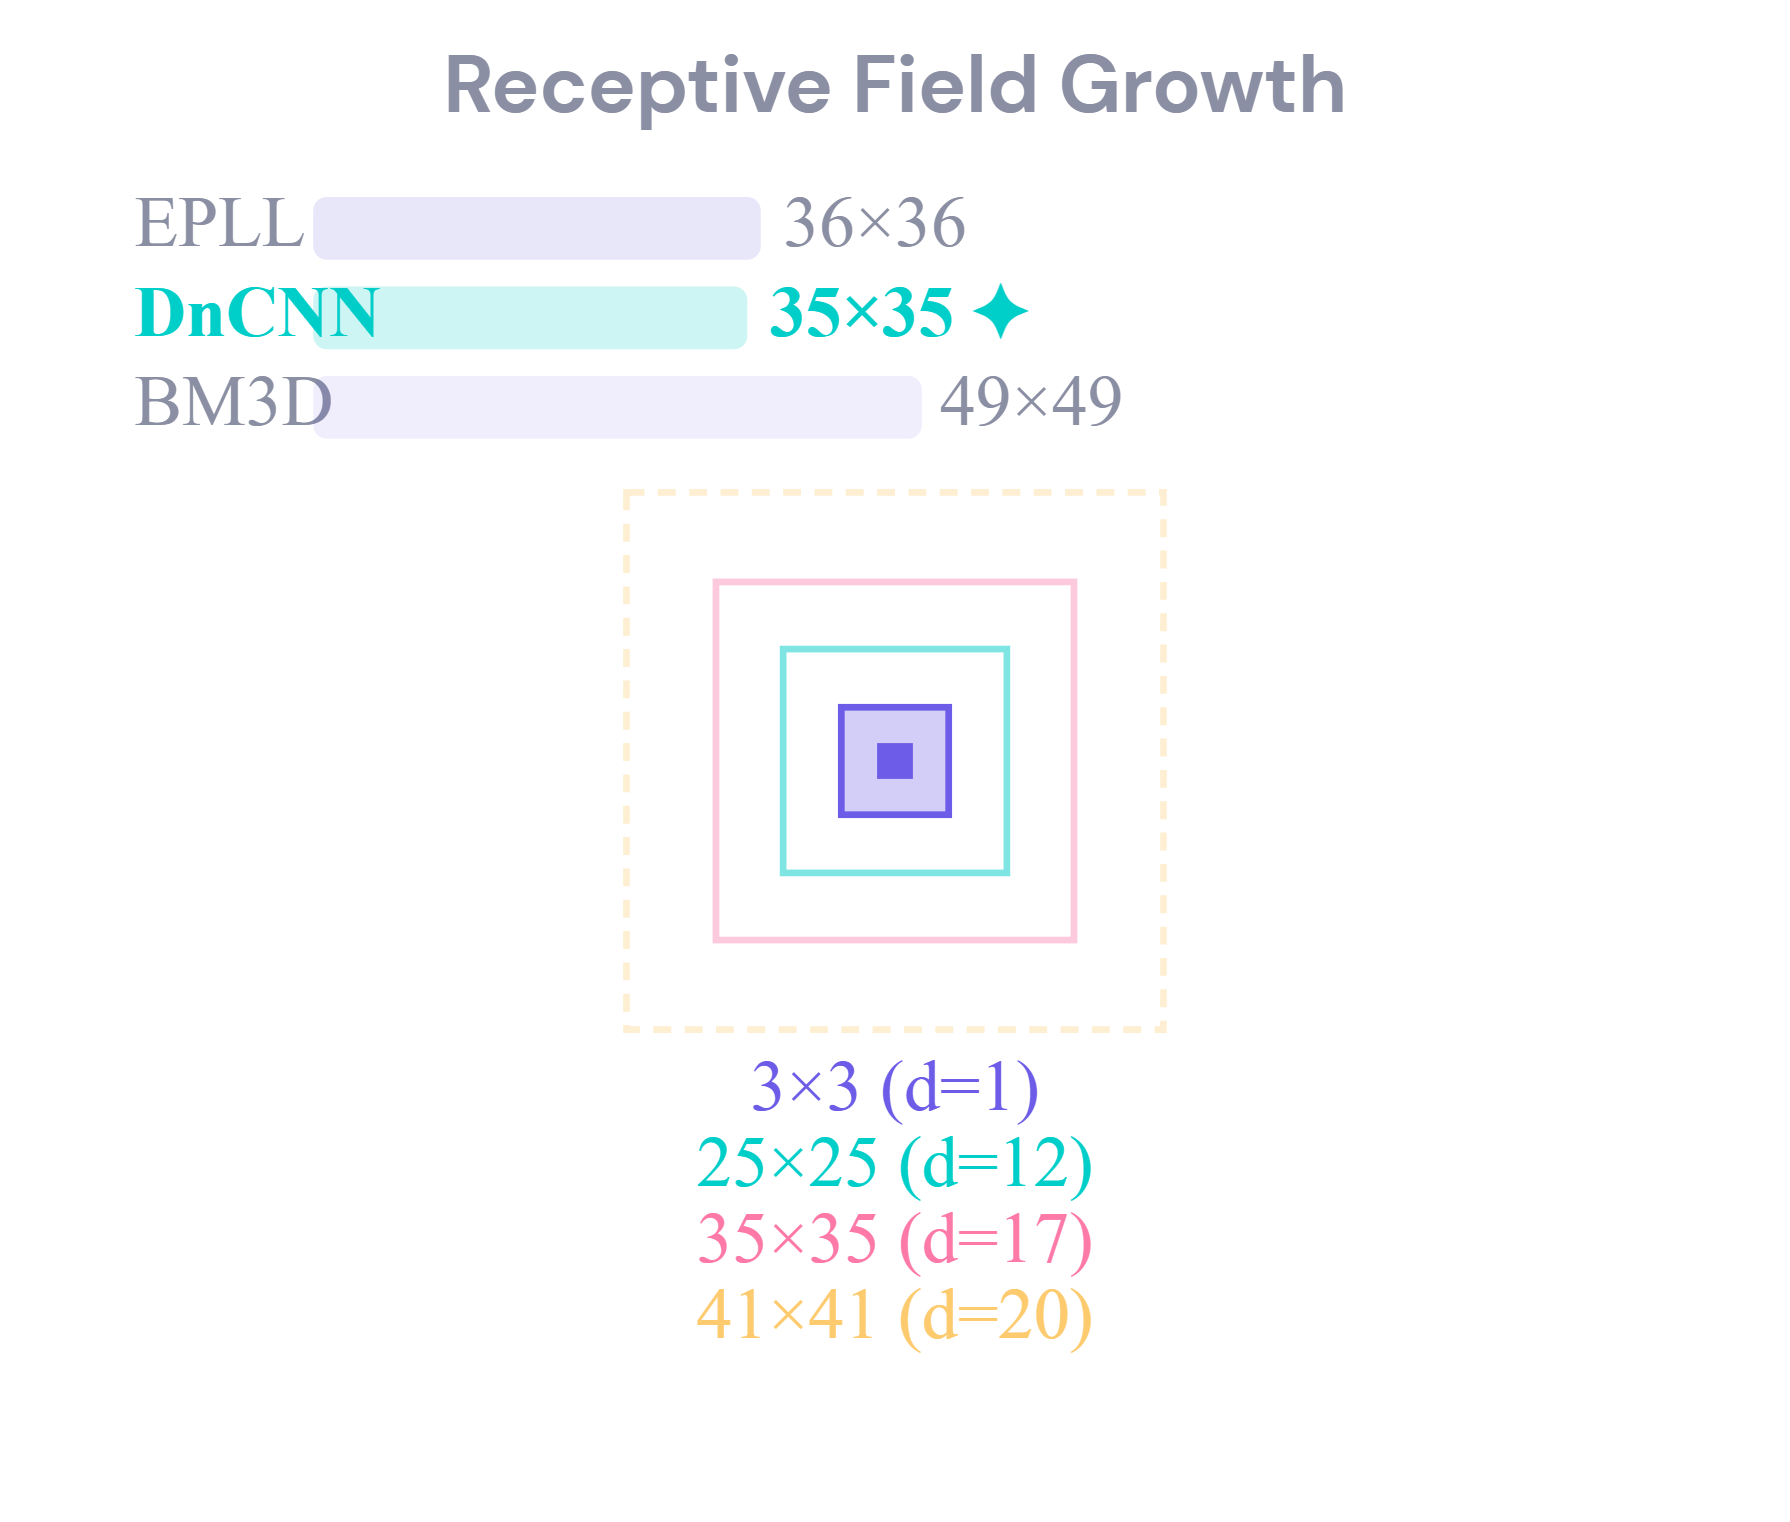 Receptive Field Growth
EPLL 36×36
DnCNN 35×35 ✦
BM3D 49×49
3×3 (d=1)
25×25 (d=12)
35×35 (d=17)
41×41 (d=20)